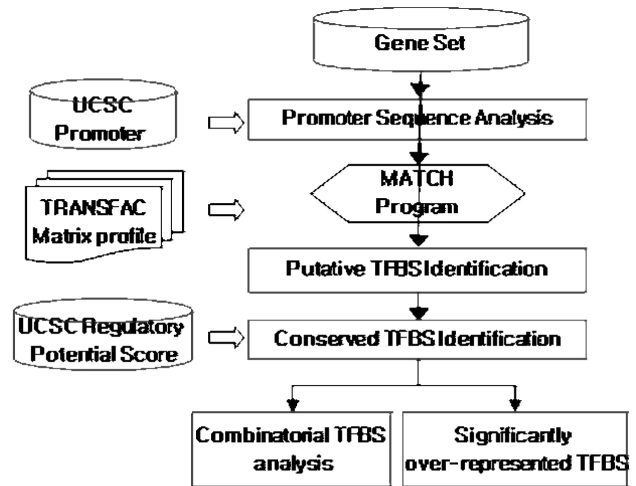 Gene Set
UCSC
Promoter
Promoter Sequence Analysis
TRANSFAC
Matrix profile
MATCH
Program
Putative TFBS Identification
UCSC Regulatory
Potential Score
Conserved TFBS Identification
Combinatorial TFBS
analysis
Significantly
over-represented TFBS